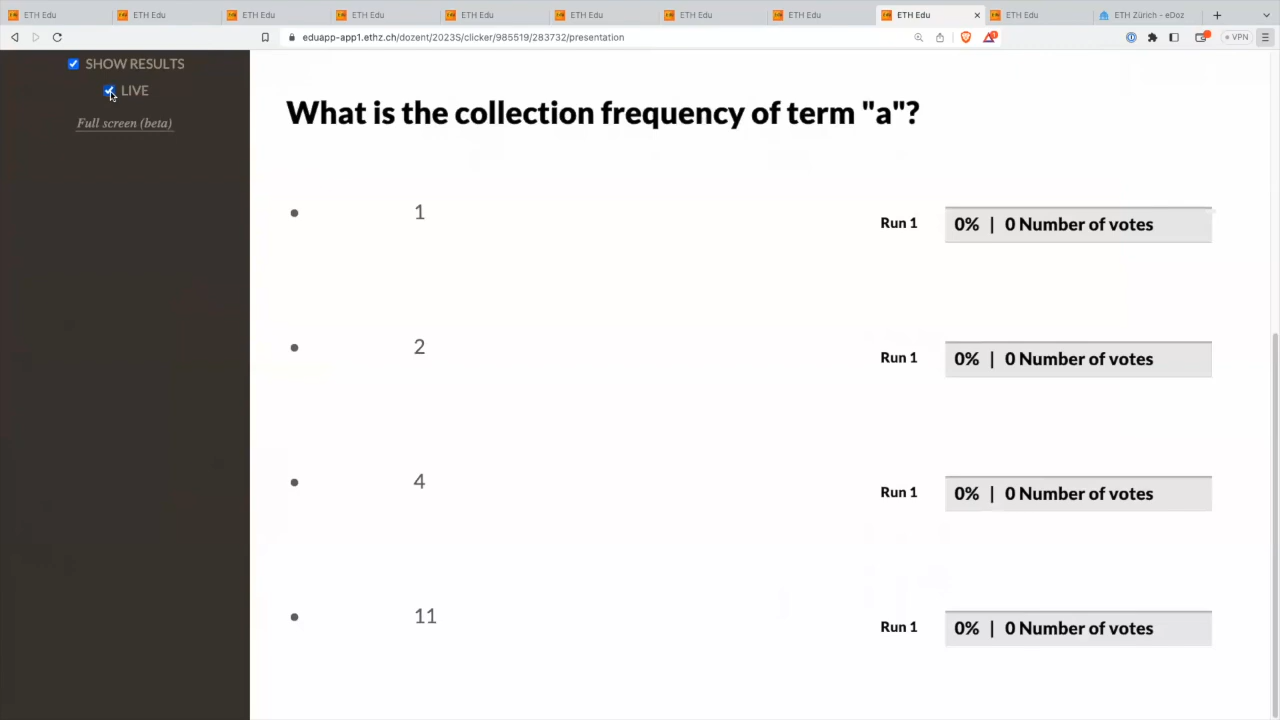 ETH Edu
ETH Edu
ETH Edu
ETH Edu
ETH Edu
ETH Edu
ETH Edu
ETH Edu
ETH Edu
ETH Edu
ETH Zürich - eDoz
eduapp-app1.ethz.ch/dozent/2023S/clicker/985519/283732/presentation
VPN
SHOW RESULTS
LIVE
Full screen (beta)
What is the collection frequency of term "a"?
1
Run 1
0% | 0 Number of votes
2
Run 1
0% | 0 Number of votes
4
Run 1
0% | 0 Number of votes
11
Run 1
0% | 0 Number of votes